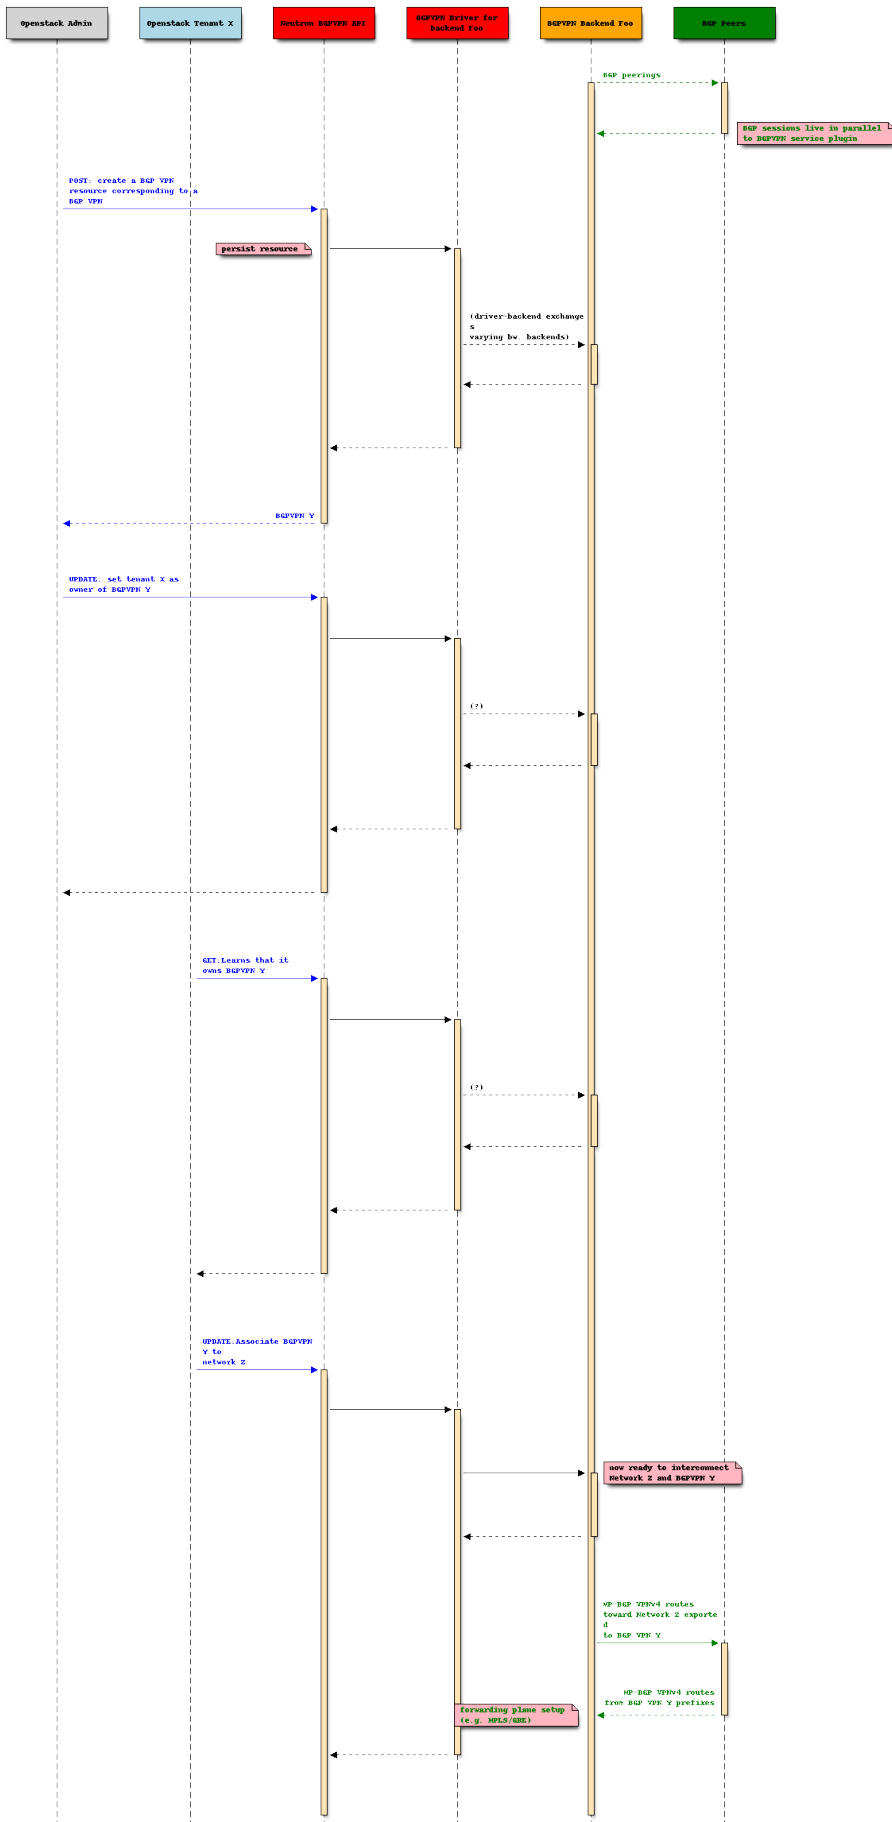 Openstack Admin
Openstack Tenant X
Neutron BGPVPN API
BGPVPN Driver for
backend Foo
BGPVPN Backend Foo
BGP Peers
BGP peerings
BGP sessions live in parallel
to BGPVPN service plugin
POST: create a BGP VPN
resource corresponding to a
BGP VPN
persist resource
(driver-backend exchange
s
varying bw. backends)
BGPVPN Y
UPDATE: set tenant X as
owner of BGPVPN Y
(?)
GET:Learns that it
owns BGPVPN Y
(?)
UPDATE:Associate BGPVPN
Y to
network Z
now ready to interconnect
Network Z and BGPVPN Y
MP-BGP VPNv4 routes
toward Network Z exporte
d
to BGP VPN Y
MP-BGP VPNv4 routes
from BGP VPN Y prefixes
forwarding plane setup
(e.g. MPLS/GRE)